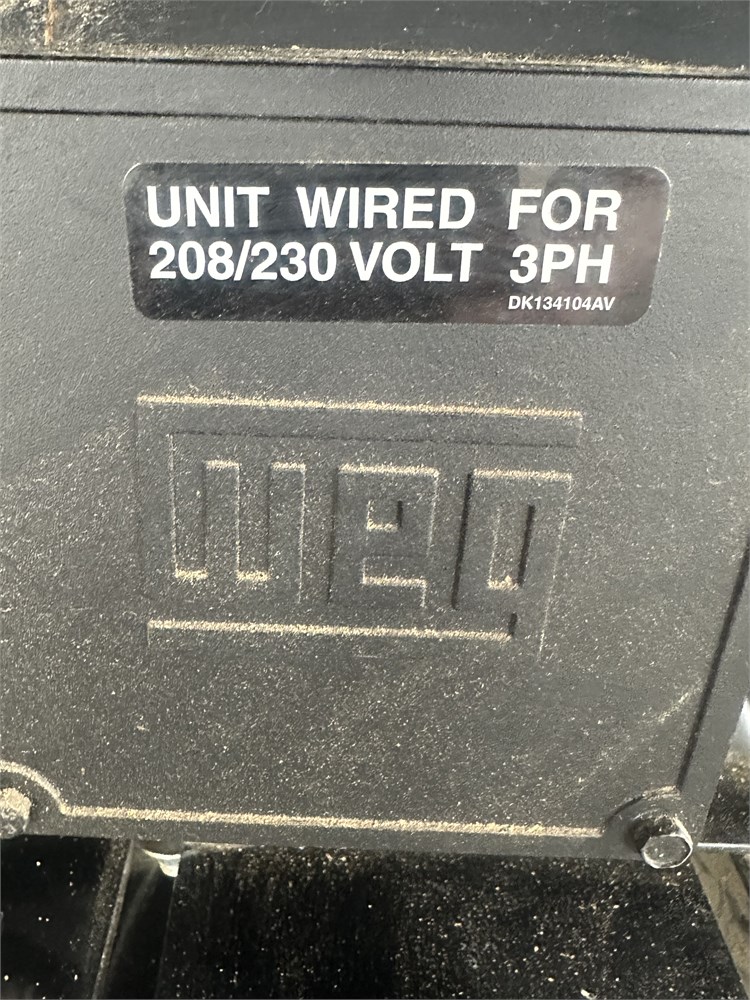 UNIT WIRED FOR
208/230 VOLT 3PH
DK134104AV
WEG